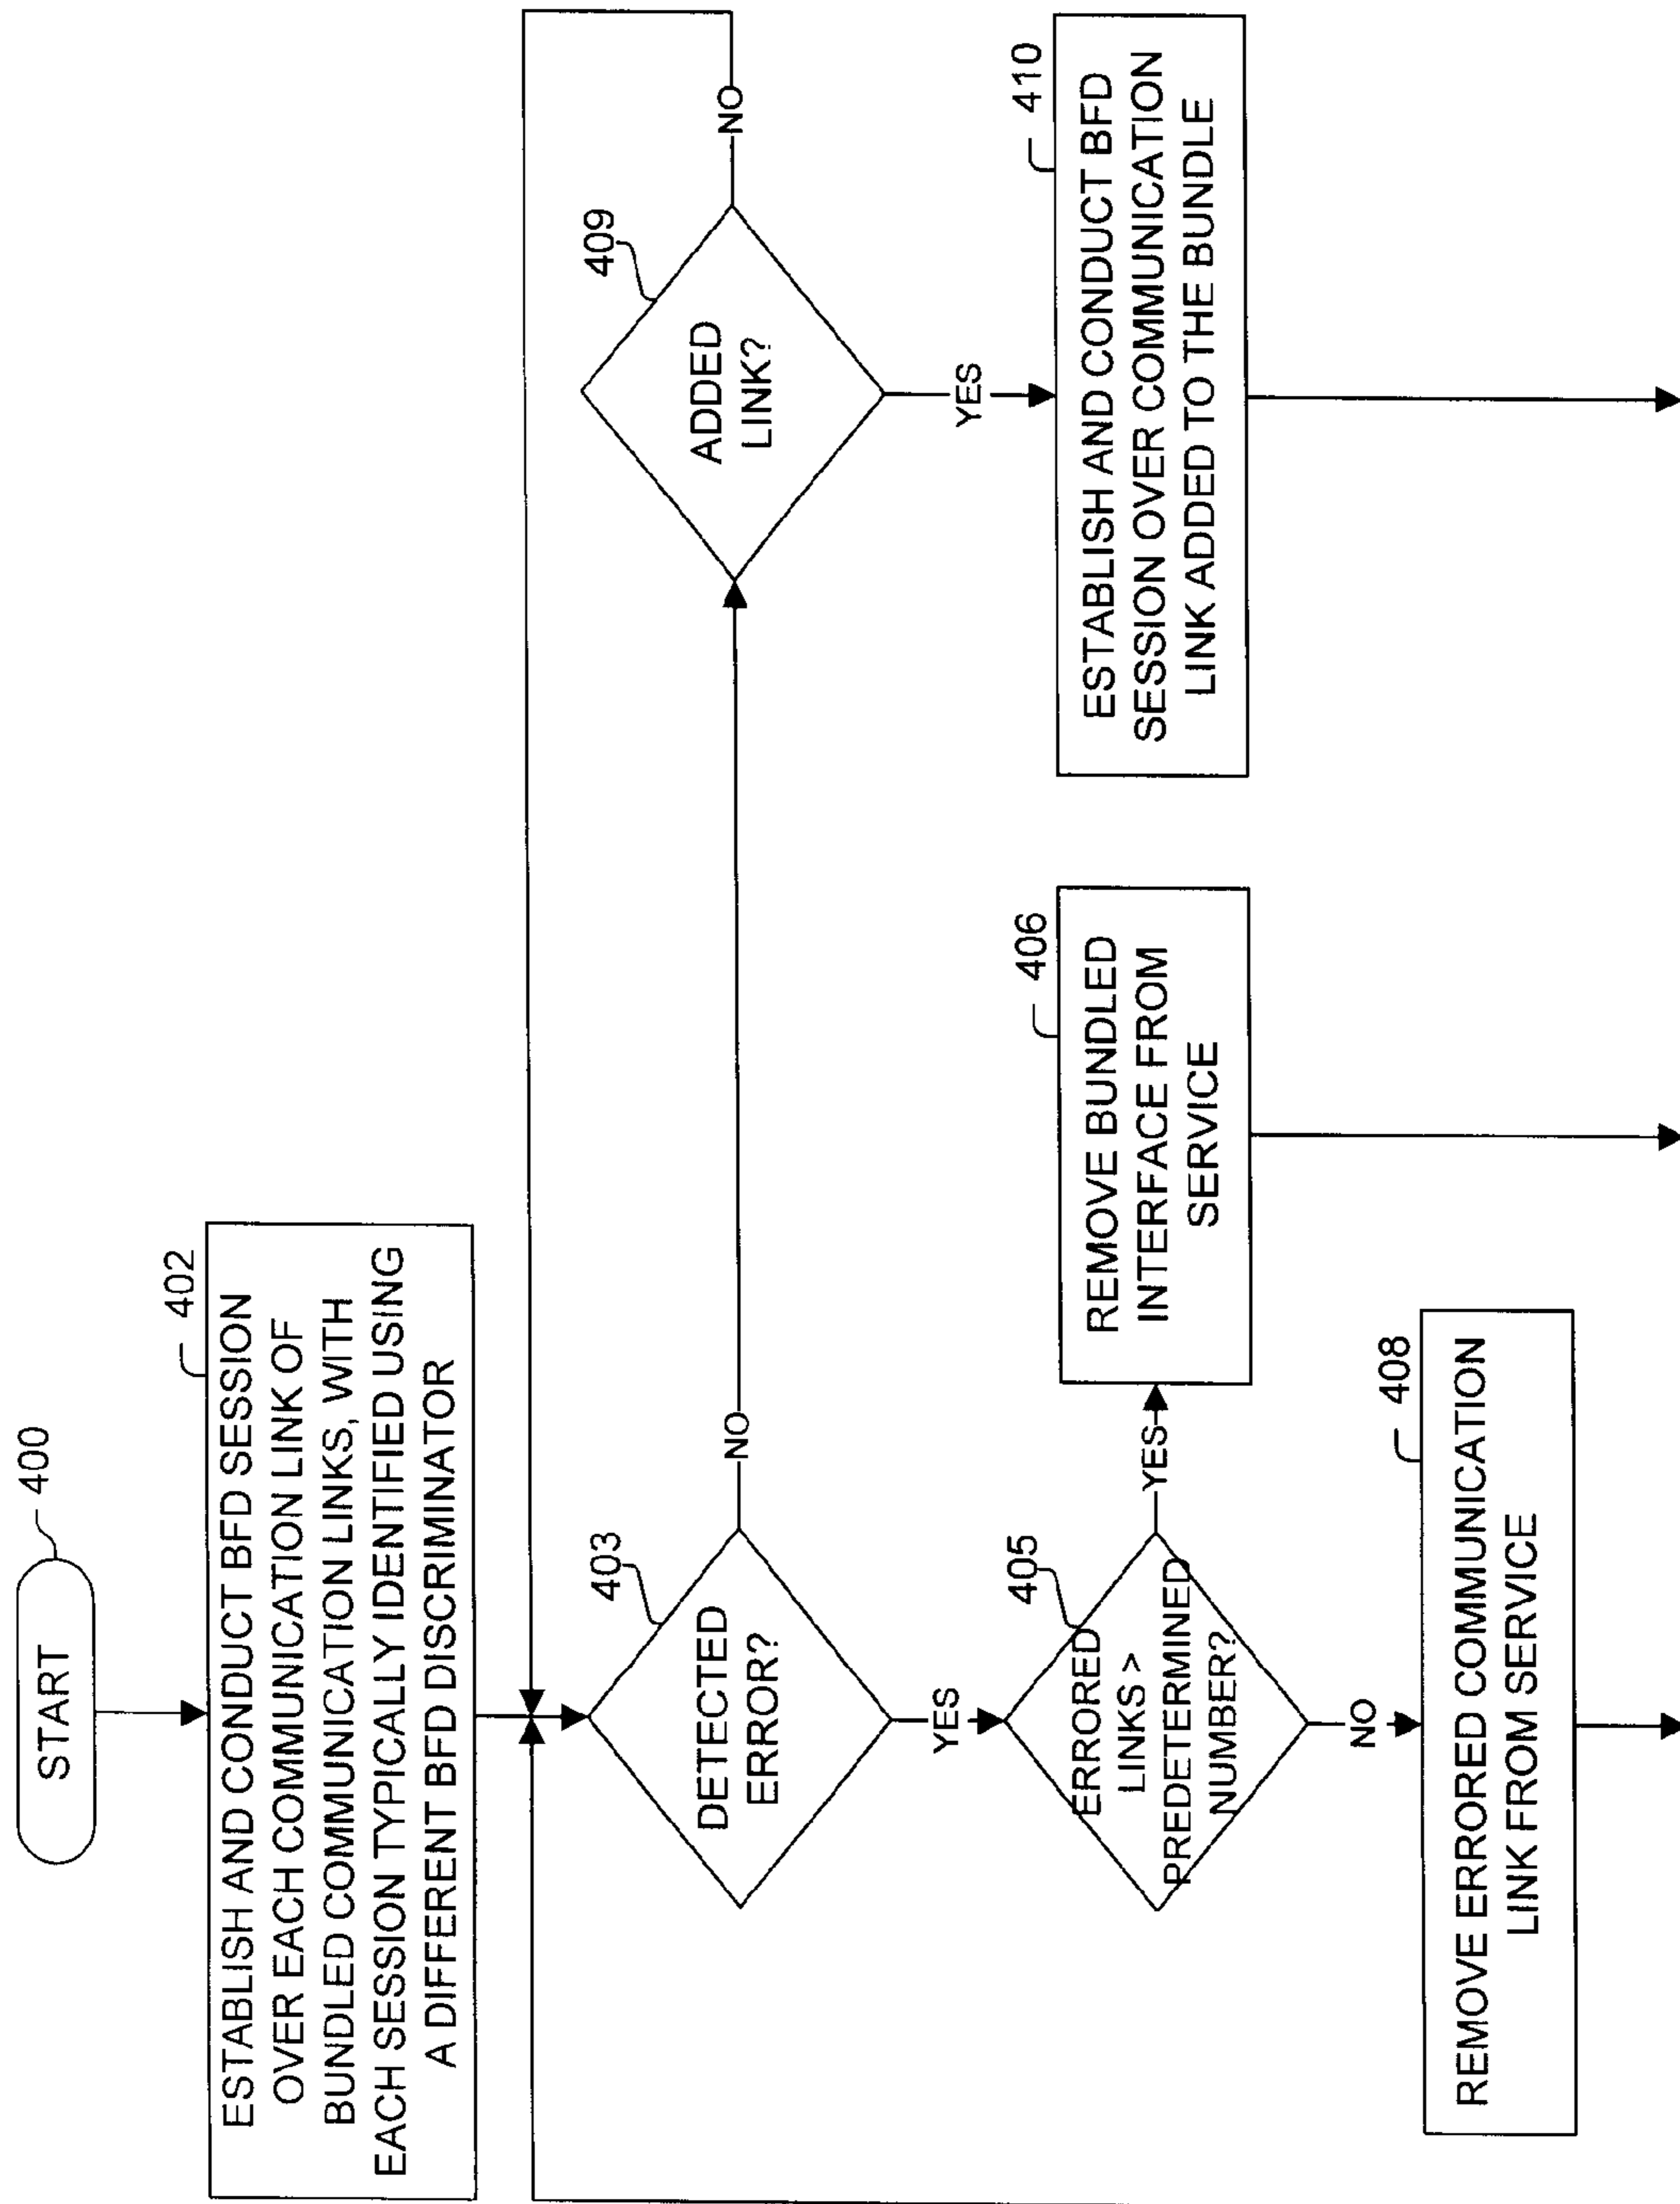 START
400
402
ESTABLISH AND CONDUCT BFD SESSION
OVER EACH COMMUNICATION LINK OF
BUNDLED COMMUNICATION LINKS, WITH
EACH SESSION TYPICALLY IDENTIFIED USING
A DIFFERENT BFD DISCRIMINATOR
403
DETECTED
ERROR?
NO
YES
409
ADDED
LINK?
NO
YES
405
ERRORED
LINKS >
PREDETERMINED
NUMBER?
YES
NO
406
REMOVE BUNDLED
INTERFACE FROM
SERVICE
410
ESTABLISH AND CONDUCT BFD
SESSION OVER COMMUNICATION
LINK ADDED TO THE BUNDLE
408
REMOVE ERRORED COMMUNICATION
LINK FROM SERVICE